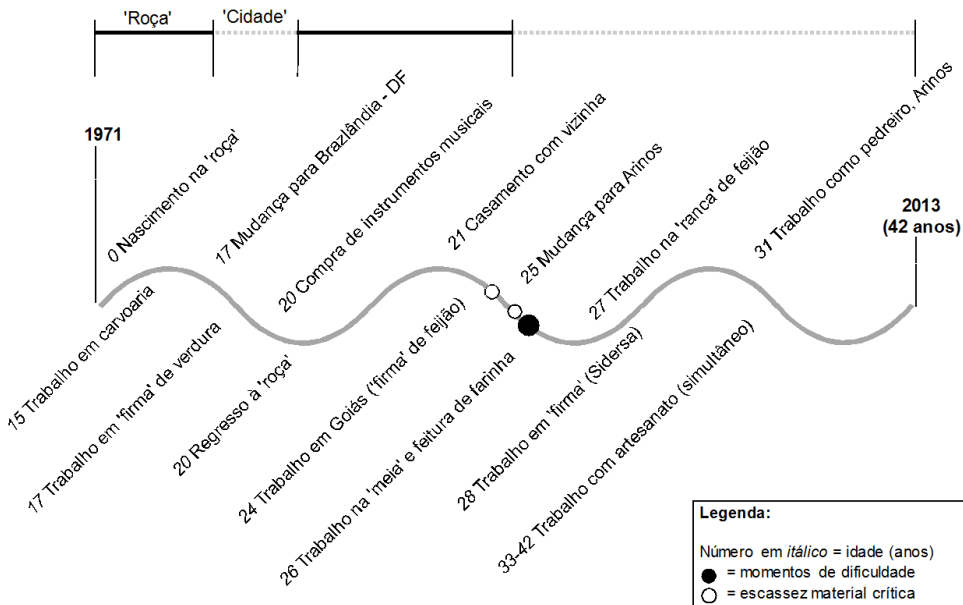 'Roça'
'Cidade'
1971
0 Nascimento na 'roça'
17 Mudança para Brazlândia - DF
20 Compra de instrumentos musicais
21 Casamento com vizinha
25 Mudança para Arinos
27 Trabalho na 'ranca' de feijão
31 Trabalho como pedreiro, Arinos
2013
(42 anos)
15 Trabalho em carvoaria
17 Trabalho em 'firma' de verdura
20 Regresso à 'roça'
24 Trabalho em Goiás ('firma' de feijão)
26 Trabalho na 'meia' e feitura de farinha
28 Trabalho em 'firma' (Sidersa)
33-42 Trabalho com artesanato (simultâneo)
Legenda:
Número em itálico = idade (anos)
= momentos de dificuldade
= escassez material crítica